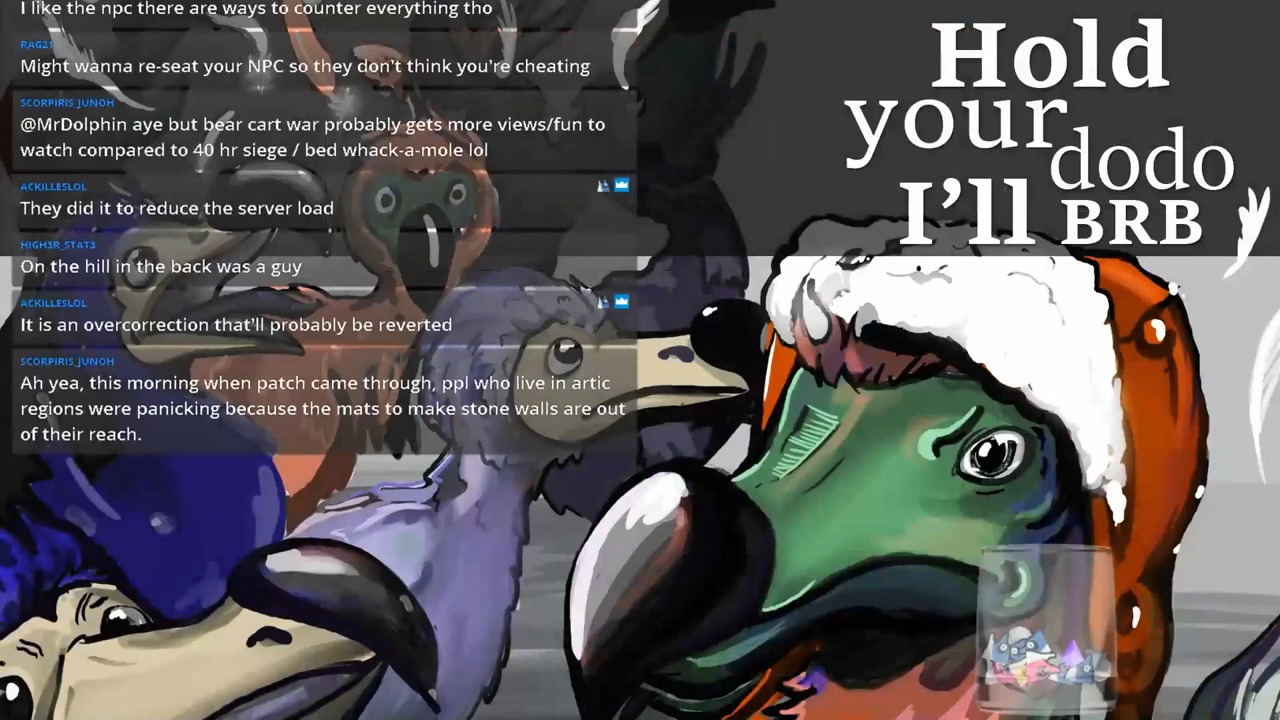 I like the npc there are ways to counter everything tho
RAG21
Might wanna re-seat your NPC so they don't think you're cheating
SCORPIRIS_JUNOH
@MrDolphin aye but bear cart war probably gets more views/fun to
watch compared to 40 hr siege / bed whack-a-mole lol
ACKILLESLOL
They did it to reduce the server load
HIGH3R_STAT3
On the hill in the back was a guy
ACKILLESLOL
It is an overcorrection that'll probably be reverted
SCORPIRIS_JUNOH
Ah yea, this morning when patch came through, ppl who live in artic
regions were panicking because the mats to make stone walls are out
of their reach.
Hold
your
dodo
I'll BRB